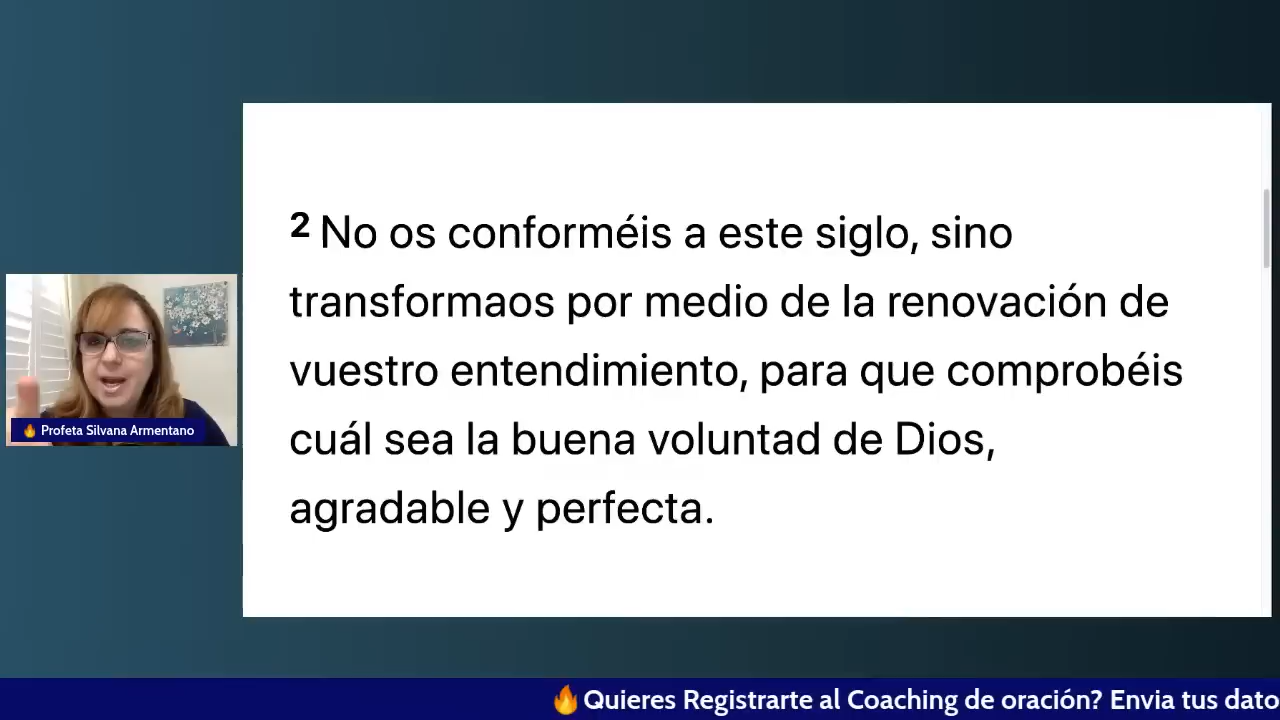 2 No os conforméis a este siglo, sino
transformaos por medio de la renovación de
vuestro entendimiento, para que comprobéis
cuál sea la buena voluntad de Dios,
agradable y perfecta.
🔥 Profeta Silvana Armentano
🔥Quieres Registrarte al Coaching de oración? Envia tus dato